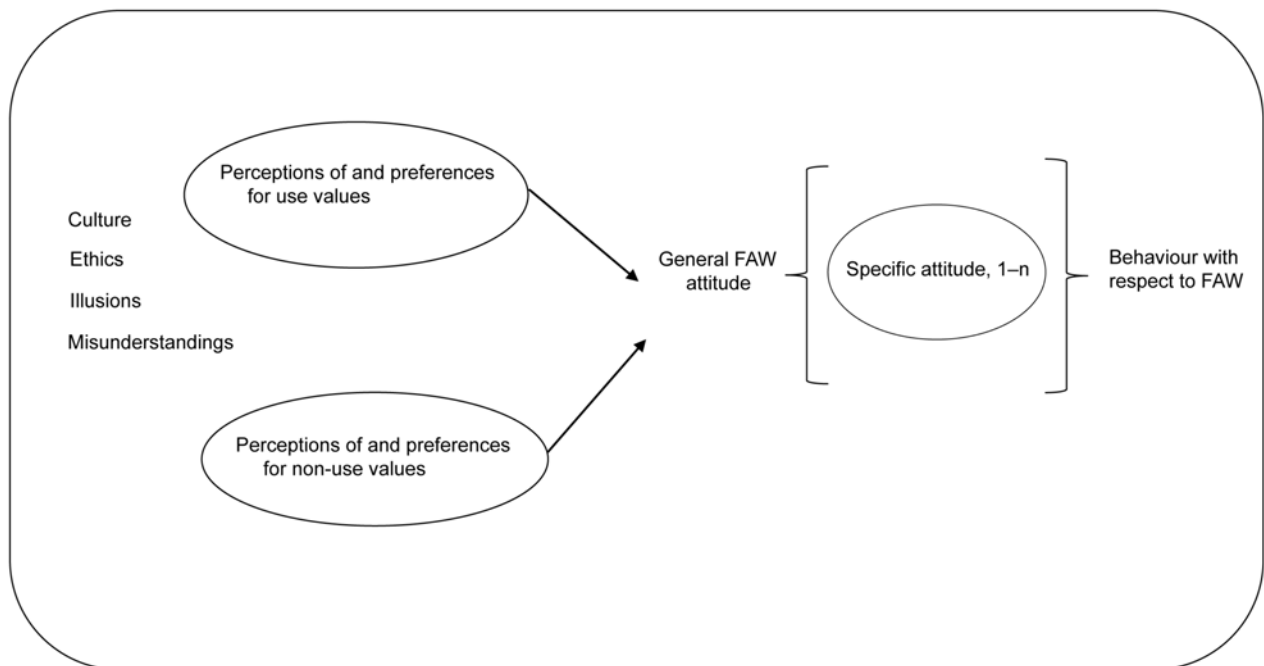 Perceptions of and preferences
for use values
Culture
Ethics
Illusions
Misunderstandings
Perceptions of and preferences
for non-use values
General FAW
attitude
Specific attitude, 1–n
Behaviour with
respect to FAW